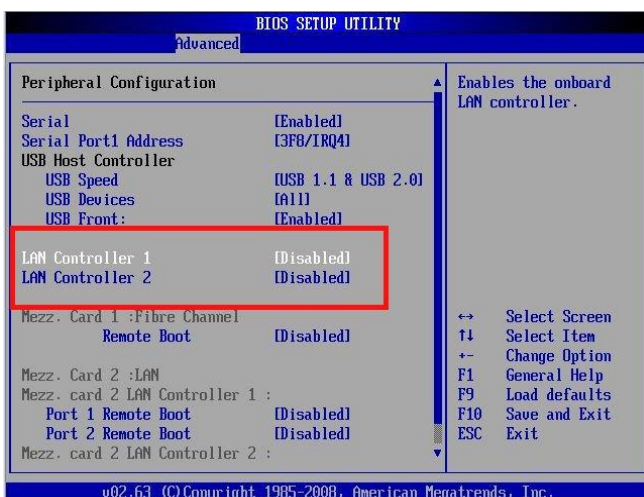 BIOS SETUP UTILITY
Advanced
Peripheral Configuration
Serial [Enabled]
Serial Port1 Address [3F8/IRQ4]
USB Host Controller
USB Speed [USB 1.1 & USB 2.0]
USB Devices [All]
USB Front: [Enabled]
LAN Controller 1 [Disabled]
LAN Controller 2 [Disabled]
Mezz. Card 1 :Fibre Channel
Remote Boot [Disabled]
Mezz. Card 2 :LAN
Mezz. card 2 LAN Controller 1 :
Port 1 Remote Boot [Disabled]
Port 2 Remote Boot [Disabled]
Mezz. card 2 LAN Controller 2 :
Enables the onboard
LAN controller.
↔ Select Screen
↑↓ Select Item
+- Change Option
F1 General Help
F9 Load defaults
F10 Save and Exit
ESC Exit
v02.63 (C)Copyright 1985-2008, American Megatrends, Inc.